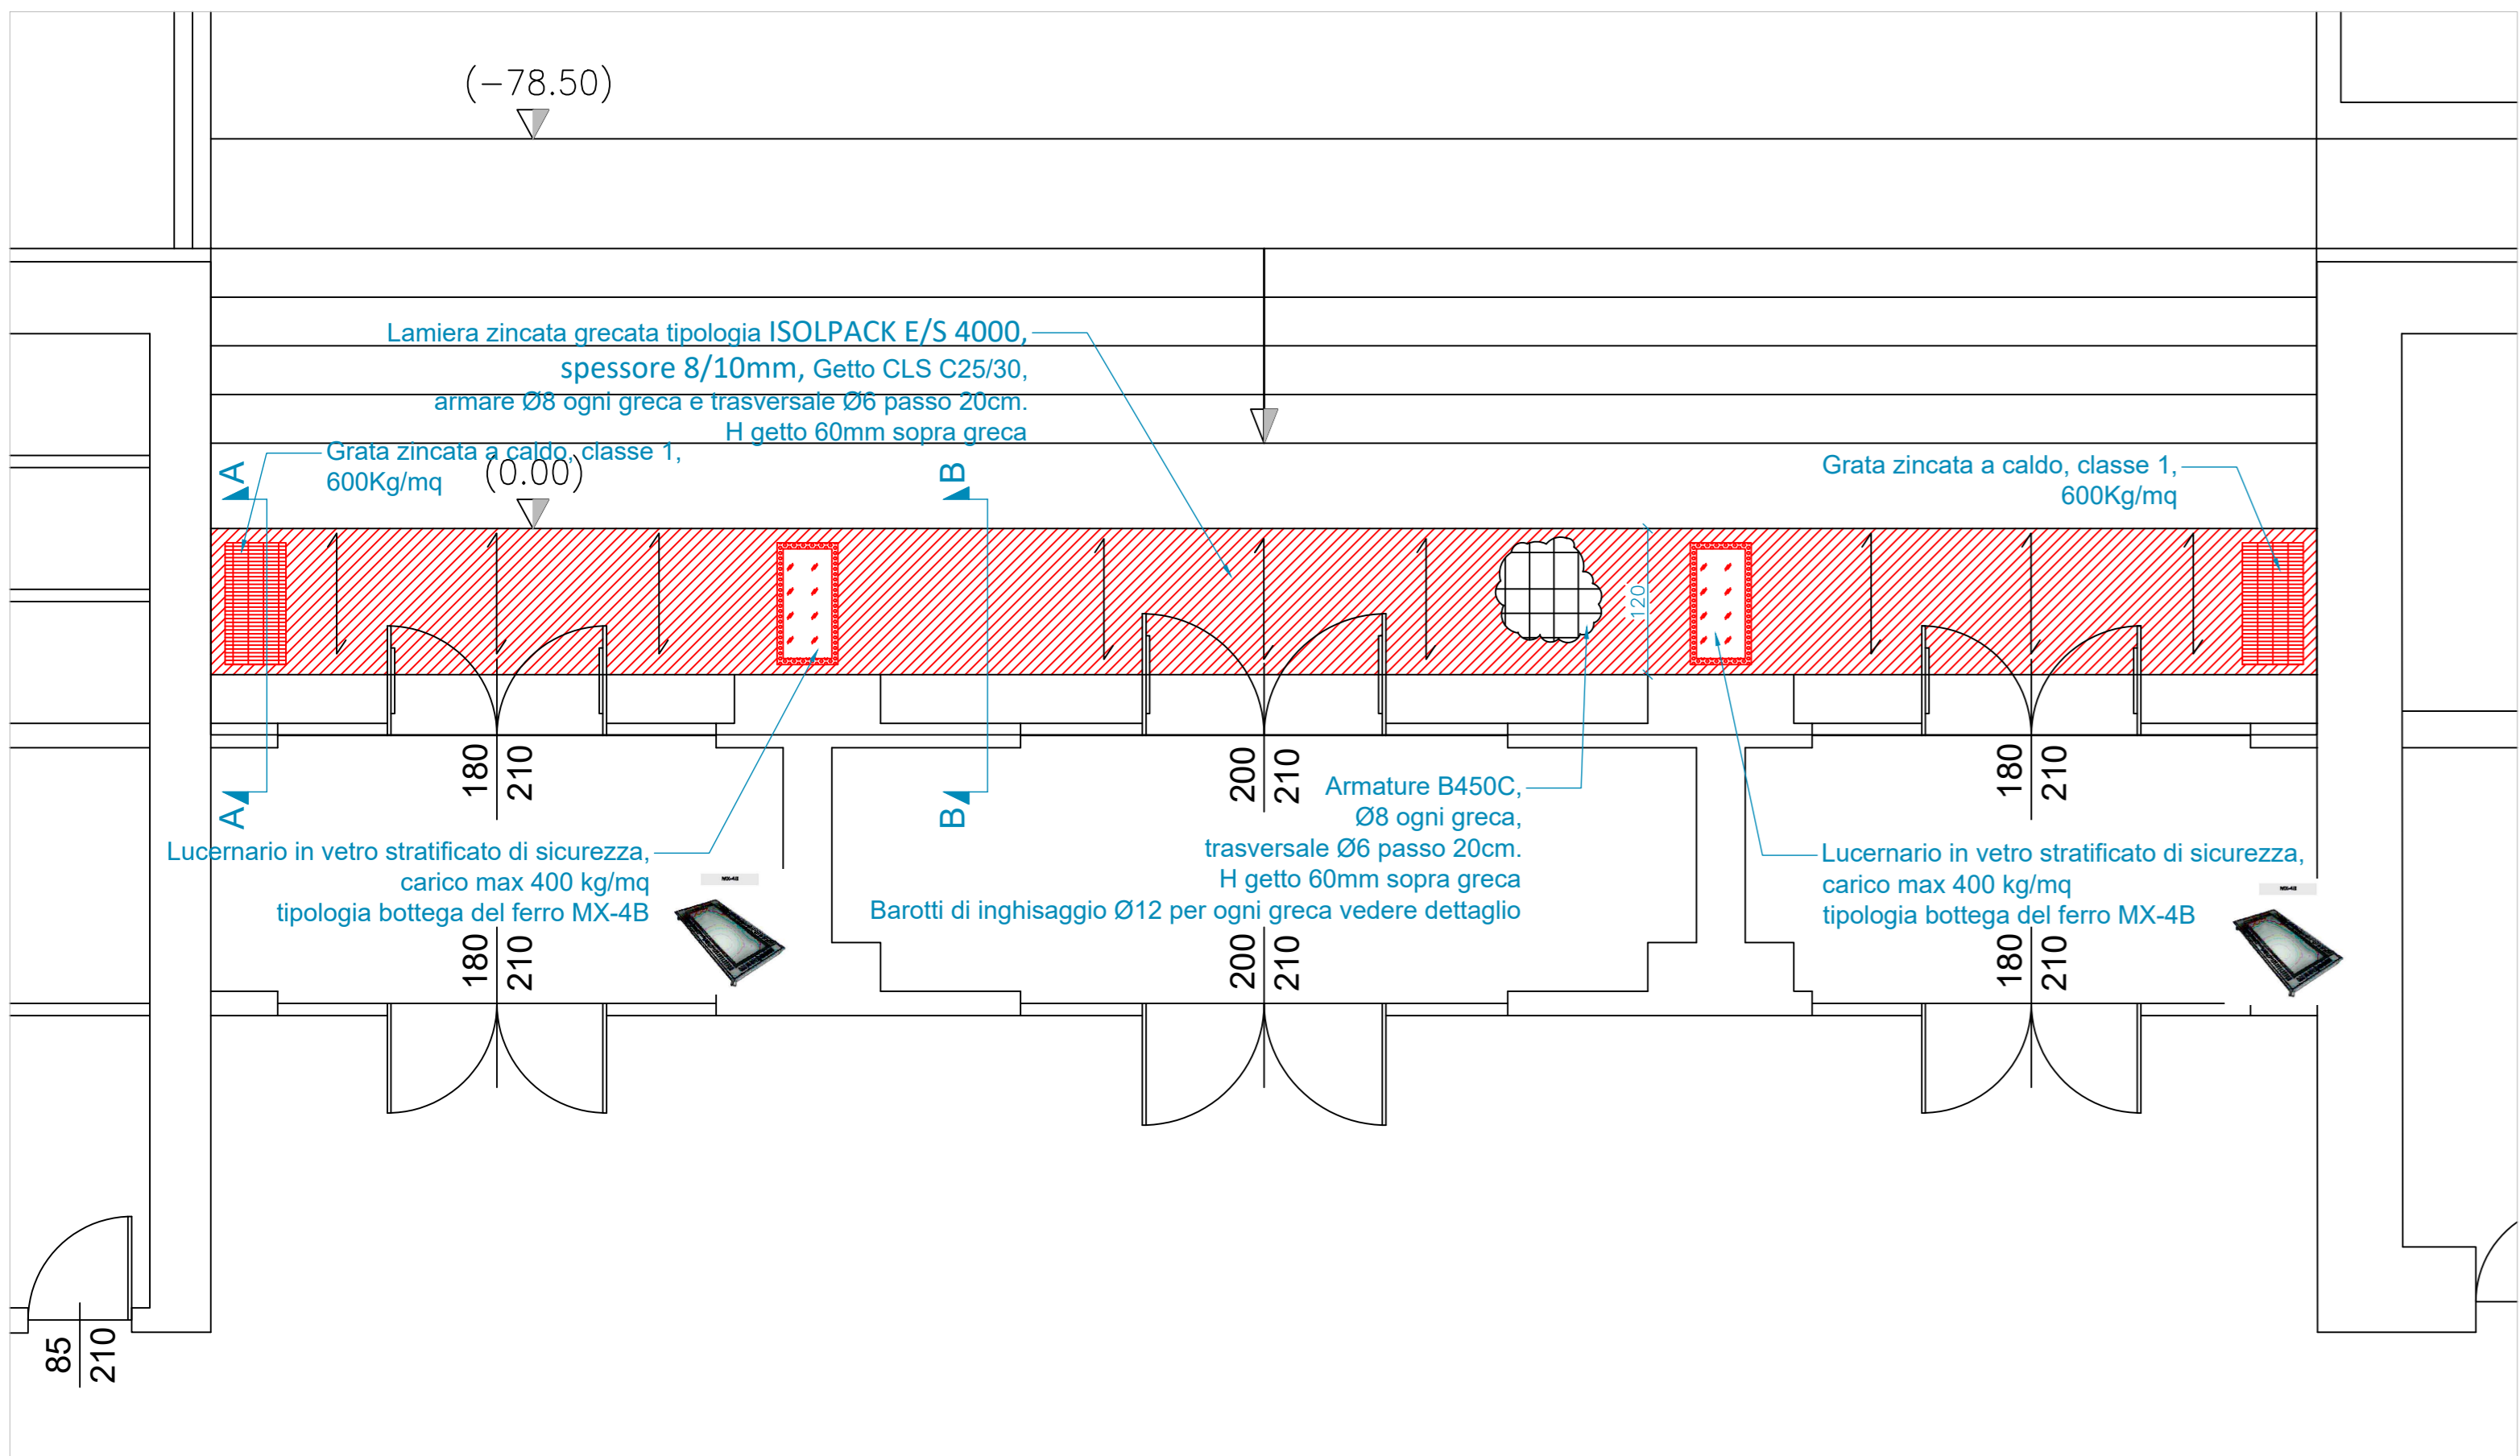 (-78.50)
Lamiera zincata grecata tipologia ISOLPACK E/S 4000,
spessore 8/10mm, Getto CLS C25/30,
armare Ø8 ogni greca e trasversale Ø6 passo 20cm.
H getto 60mm sopra greca
Grata zincata a caldo, classe 1,
600Kg/mq
(0.00)
A
B
Grata zincata a caldo, classe 1,
600Kg/mq
120
180
210
200
210
180
210
A
B
Armature B450C,
Ø8 ogni greca,
trasversale Ø6 passo 20cm.
H getto 60mm sopra greca
Barotti di inghisaggio Ø12 per ogni greca vedere dettaglio
Lucernario in vetro stratificato di sicurezza,
carico max 400 kg/mq
tipologia bottega del ferro MX-4B
Lucernario in vetro stratificato di sicurezza,
carico max 400 kg/mq
tipologia bottega del ferro MX-4B
180
210
200
210
180
210
85
210